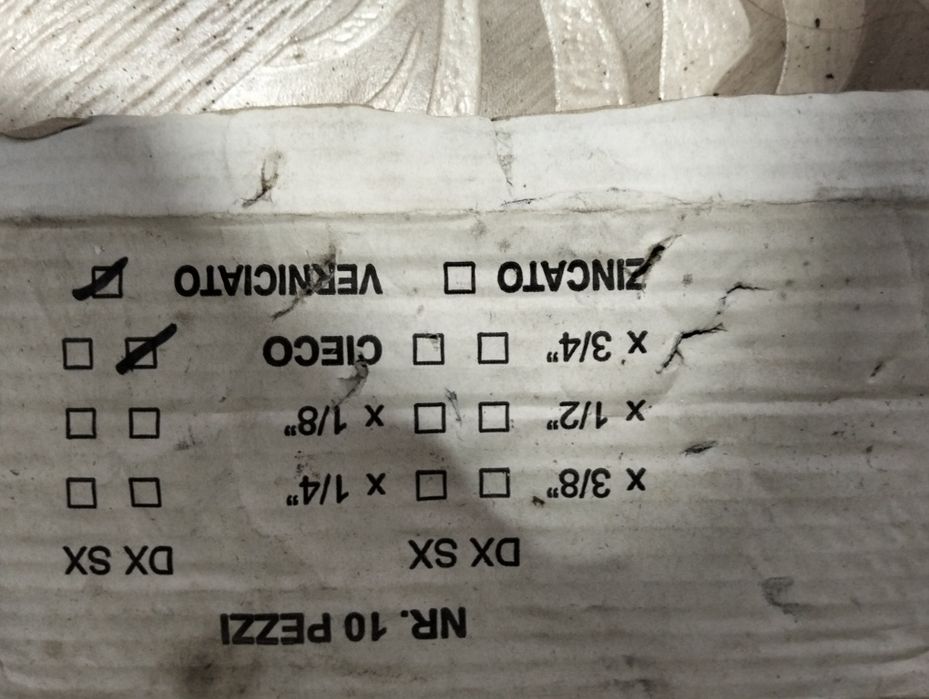 NR. 10 PEZZI
DX SX DX SX
x 3/8" x 1/4"
x 1/2" x 1/8"
x 3/4" CIECO
ZINCATO VERNICIATO